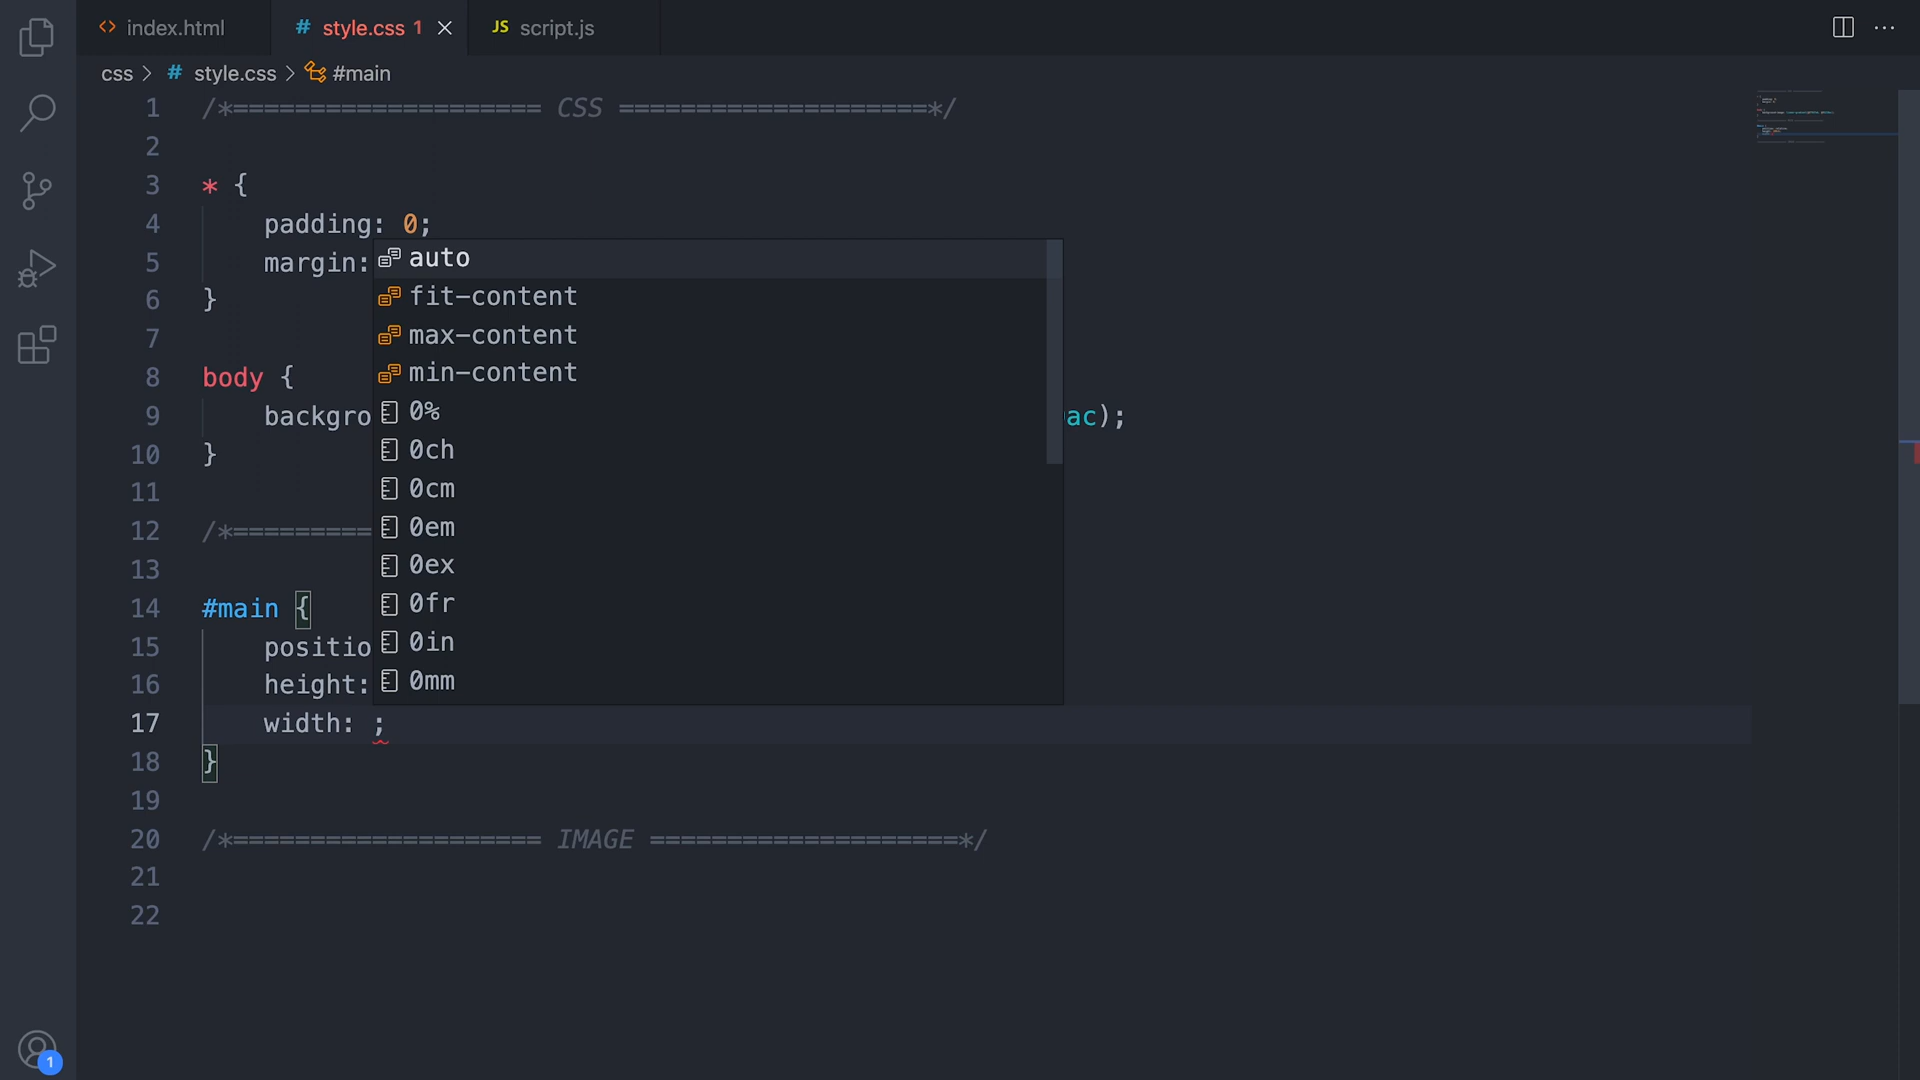 index.html
# style.css 1
JS script.js
css > # style.css > #main
1 /*==================== CSS ====================*/
2
3 * {
4 padding: 0;
5 margin:
6 }
7
8 body {
9 backgro ac);
10 }
11
12 /*=========
13
14 #main {
15 positio
16 height:
17 width: ;
18 }
19
20 /*==================== IMAGE ====================*/
21
22
auto
fit-content
max-content
min-content
0%
0ch
0cm
0em
0ex
0fr
0in
0mm
1